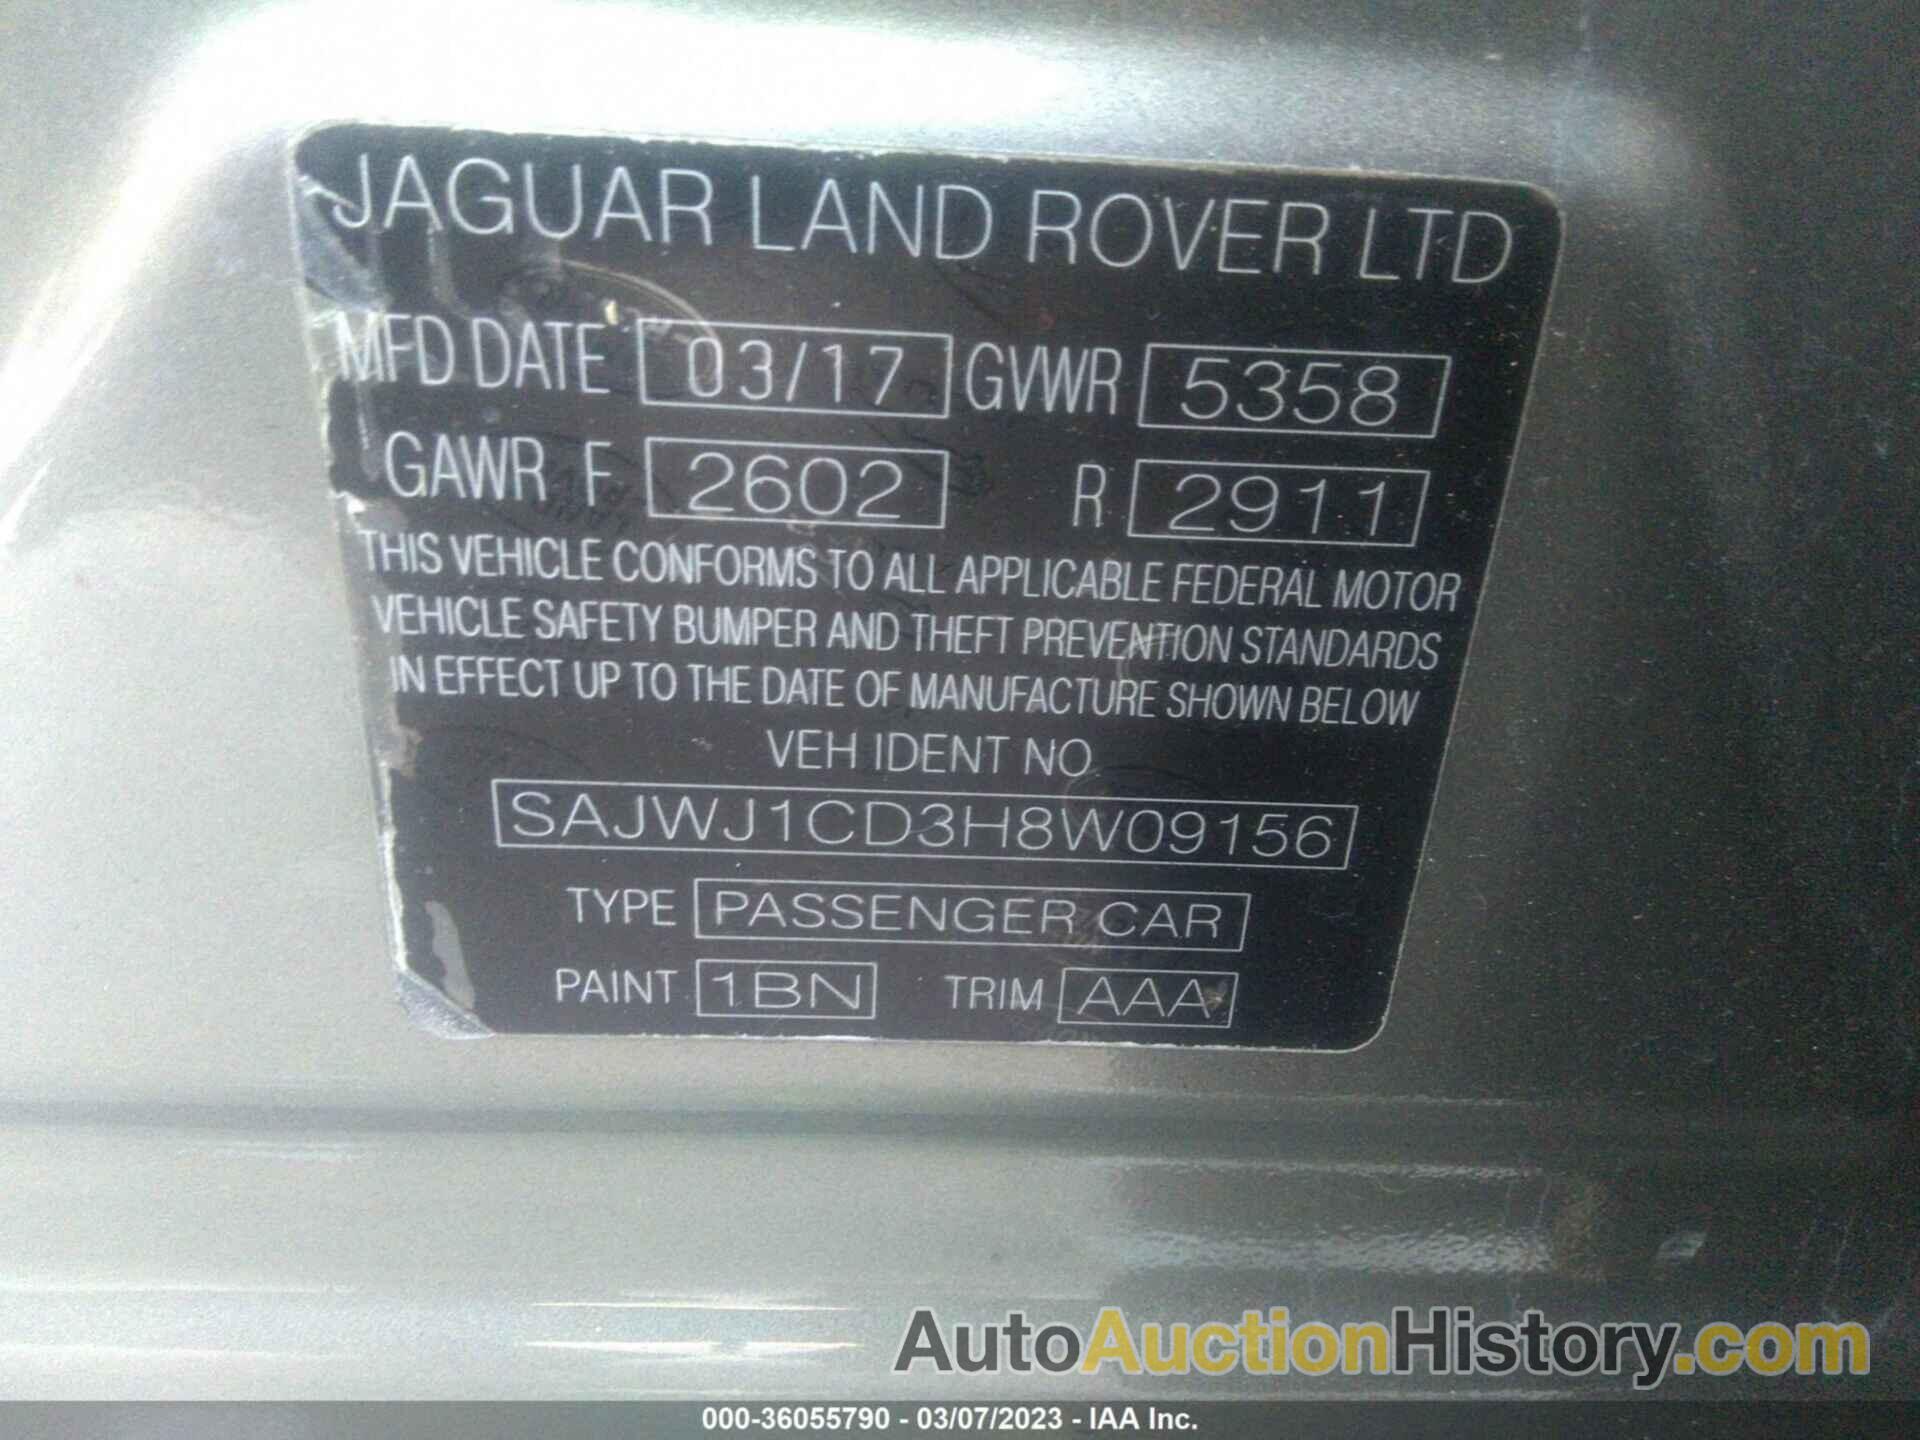 JAGUAR LAND ROVER LTD
MFD DATE 03/17 GVWR 5358
GAWR F 2602 R 2911
THIS VEHICLE CONFORMS TO ALL APPLICABLE FEDERAL MOTOR
VEHICLE SAFETY BUMPER AND THEFT PREVENTION STANDARDS
IN EFFECT UP TO THE DATE OF MANUFACTURE SHOWN BELOW
VEH IDENT NO
SAJWJ1CD3H8W09156
TYPE PASSENGER CAR
PAINT 1BN TRIM AAA
AutoAuctionHistory.com
000-36055790 - 03/07/2023 - IAA Inc.